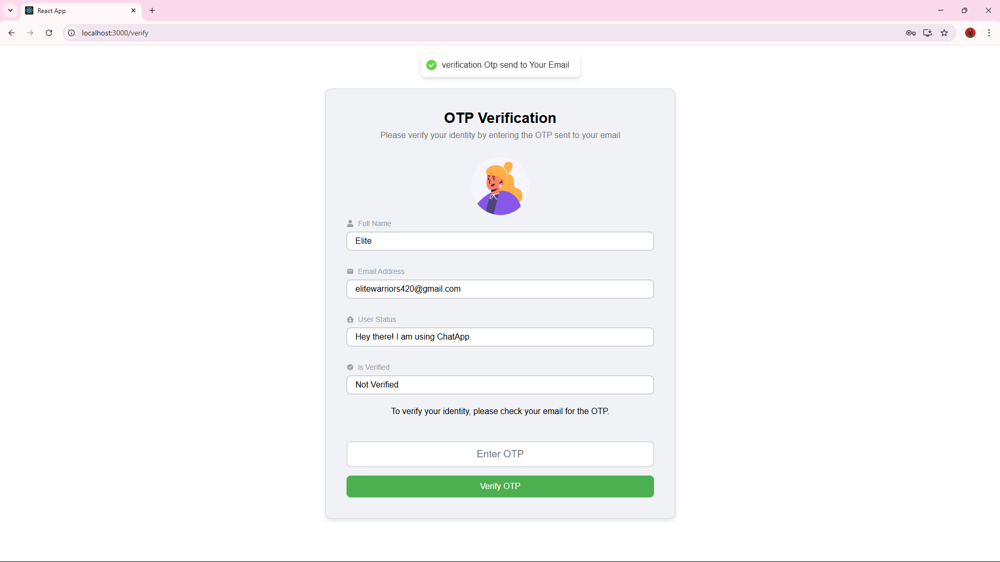 React App
localhost:3000/verify
verification Otp send to Your Email
OTP Verification
Please verify your identity by entering the OTP sent to your email
Full Name
Elite
Email Address
elitewarriors420@gmail.com
User Status
Hey there! I am using ChatApp.
is Verified
Not Verified
To verify your identity, please check your email for the OTP.
Enter OTP
Verify OTP